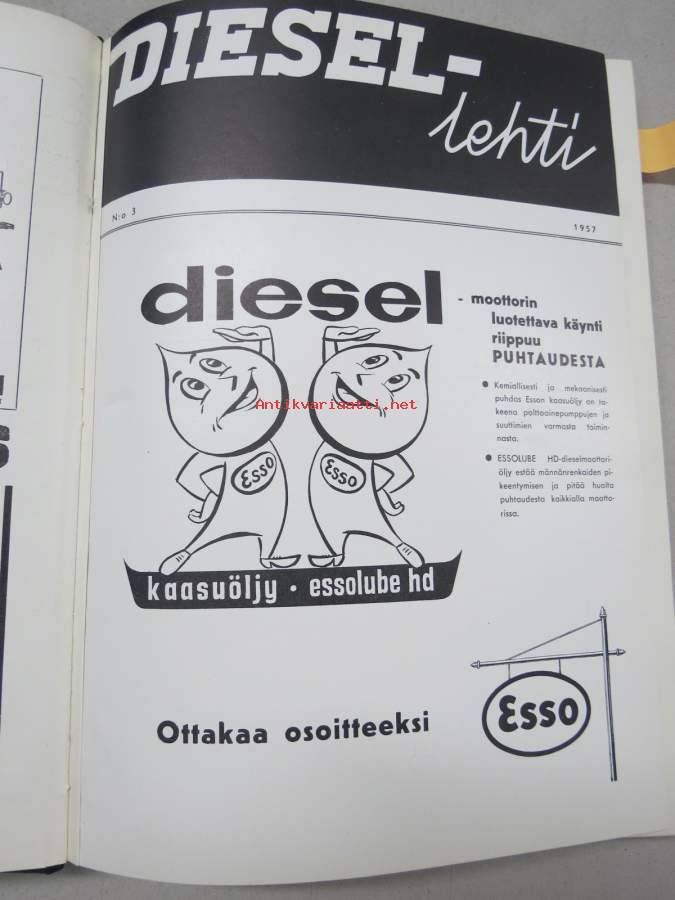 DIESEL-
lehti
N:o 3
1957
diesel
- moottorin
luotettava käynti
riippuu
PUHTAUDESTA
● Kemiallisesti ja mekaanisesti
puhdas Esson kaasuöljy on ta-
keena polttoainepumppujen ja
suuttimien varmasta toimin-
nasta.
● ESSOLUBE HD-dieselmoottori-
öljy estää männänrenkaiden pi-
keentymisen ja pitää huolta
puhtaudesta kaikkialla mootto-
rissa.
Antikvariaatti.net
Esso
Esso
kaasuöljy · essolube hd
Ottakaa osoitteeksi
Esso